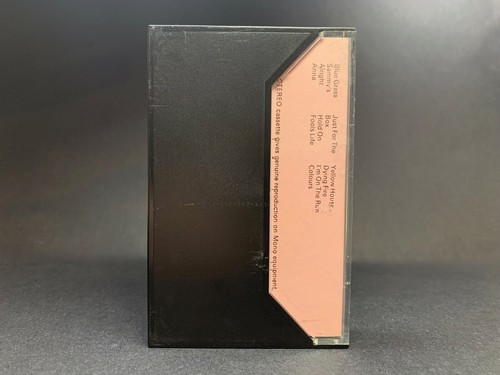 Blue Grass
Sammy's
Alright
Anna
Just For The
Box
Hold On
Fools Life
Yellow House
Dying Fire
I'm On The Run
Colours
STEREO cassette gives genuine reproduction on Mono equipment